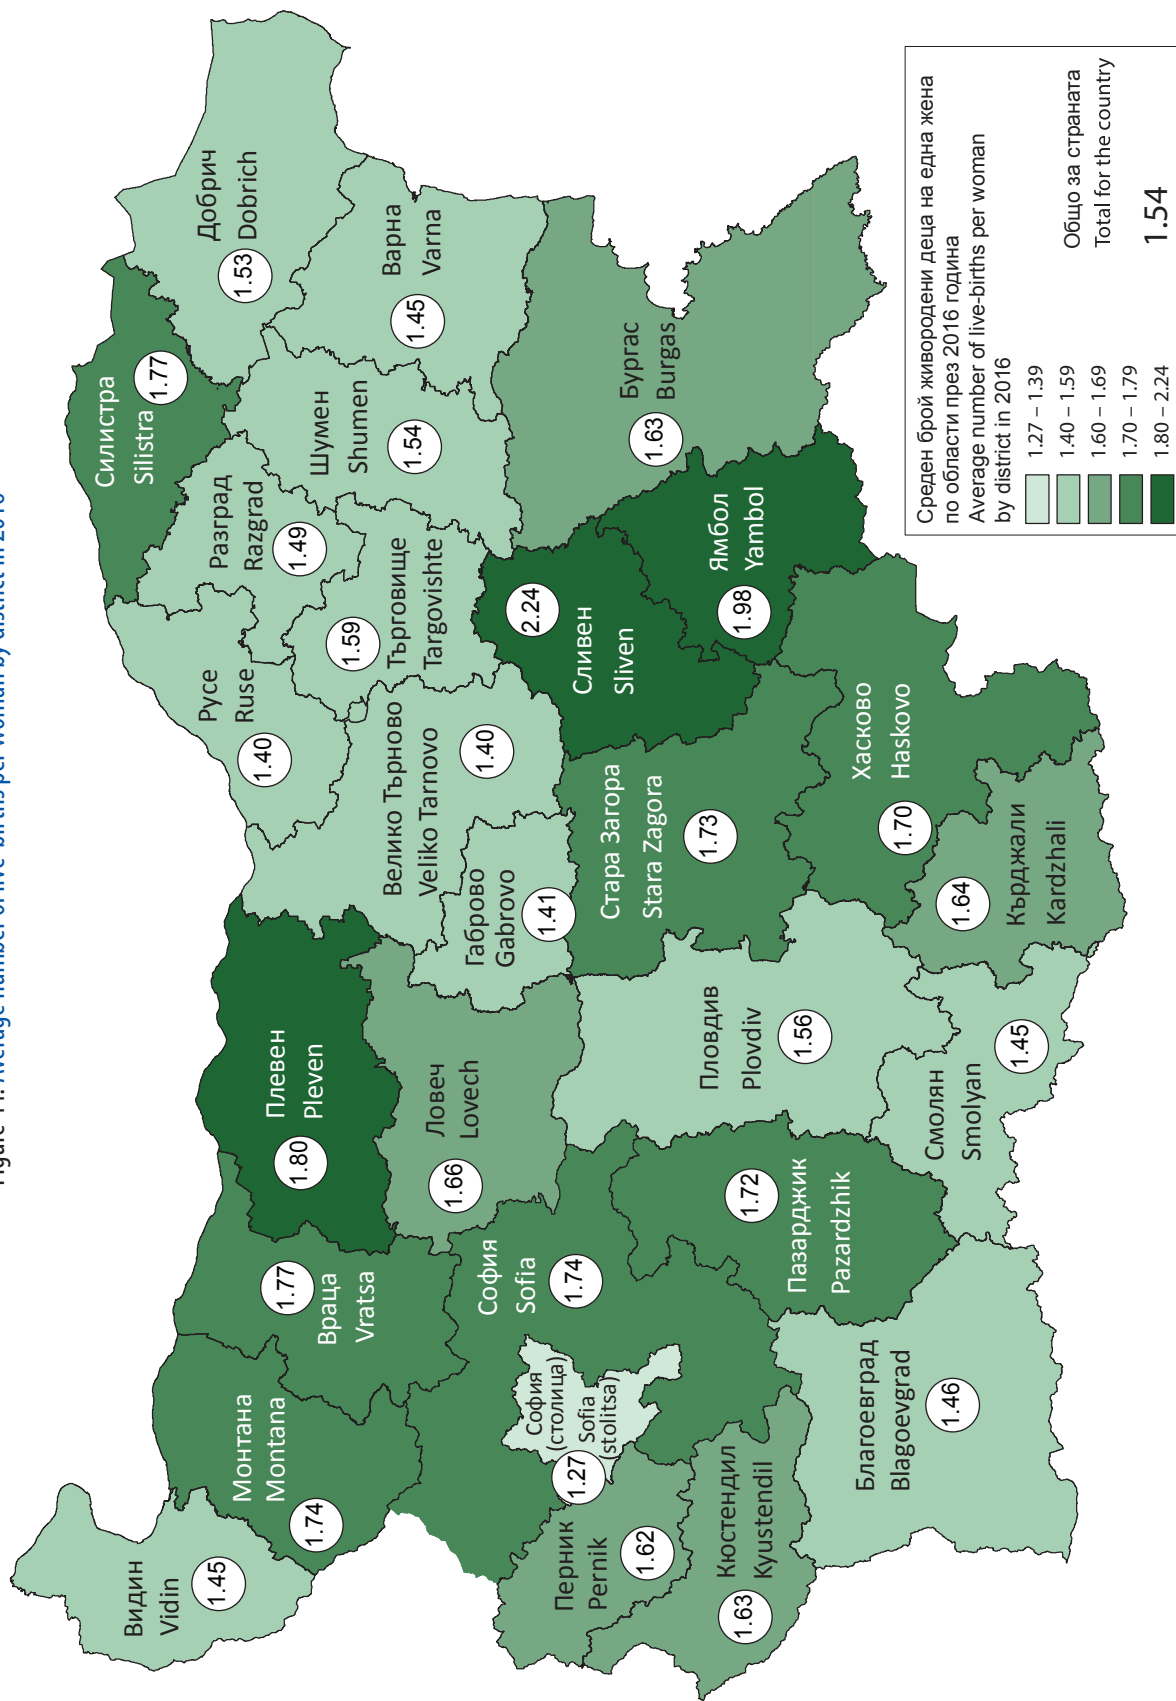 Figure
Average number of live births per woman by district in 2016
Видин
Vidin
1.45
Монтана
Montana
1.74
Враца
Vratsa
1.77
Плевен
Pleven
1.80
Ловеч
Lovech
1.66
Велико Търново
Veliko Tarnovo
1.40
Габрово
Gabrovo
1.41
Русе
Ruse
1.40
Разград
Razgrad
1.49
Силистра
Silistra
1.77
Добрич
Dobrich
1.53
Варна
Varna
1.45
Шумен
Shumen
1.54
Търговище
Targovishte
1.59
София
Sofia
1.74
София
(столица)
Sofia
(stolitsa)
1.27
Перник
Pernik
1.62
Кюстендил
Kyustendil
1.63
Благоевград
Blagoevgrad
1.46
Пазарджик
Pazardzhik
1.72
Пловдив
Plovdiv
1.56
Смолян
Smolyan
1.45
Стара Загора
Stara Zagora
1.73
Хасково
Haskovo
1.70
Кърджали
Kardzhali
1.64
Сливен
Sliven
2.24
Ямбол
Yambol
1.98
Бургас
Burgas
1.63
Среден брой живородени деца на една жена
по области през 2016 година
Average number of live-births per woman
by district in 2016
1.27 – 1.39
1.40 – 1.59
1.60 – 1.69
1.70 – 1.79
1.80 – 2.24
Общо за страната
Total for the country
1.54